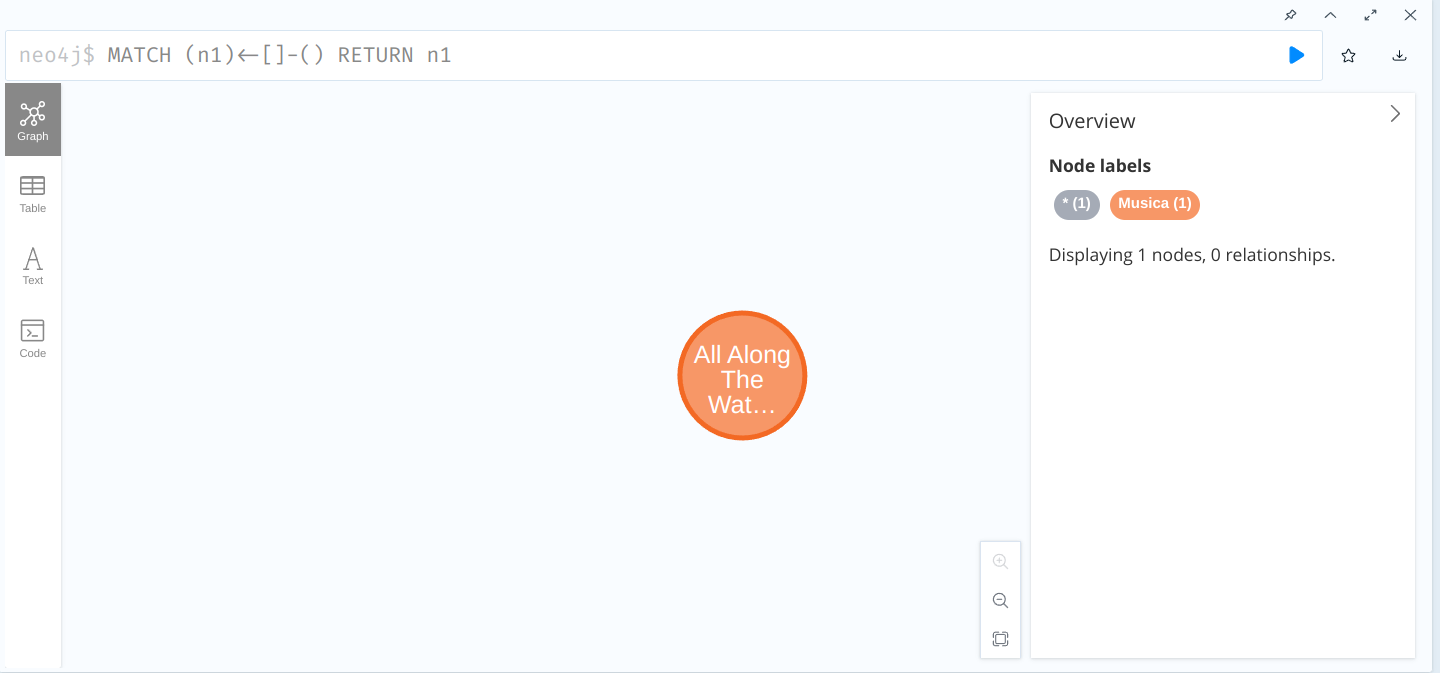 neo4j$ MATCH (n1)<-[]-() RETURN n1
Graph
Table
Text
Code
All Along
The
Wat…
Overview
Node labels
* (1) Musica (1)
Displaying 1 nodes, 0 relationships.